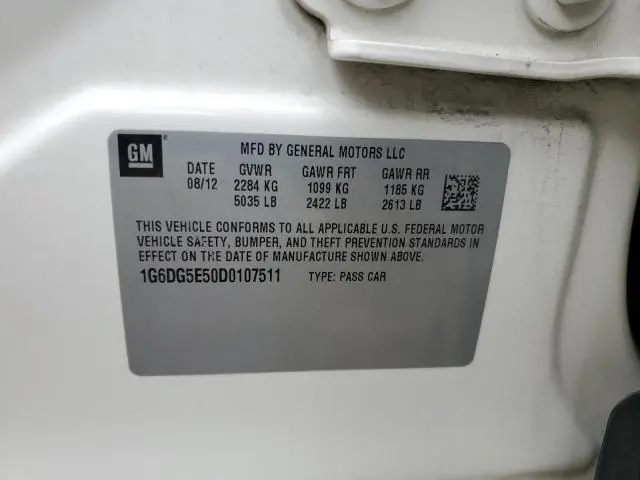 GM
MFD BY GENERAL MOTORS LLC
DATE GVWR GAWR FRT GAWR RR
08/12 2284 KG 1099 KG 1185 KG
5035 LB 2422 LB 2613 LB
THIS VEHICLE CONFORMS TO ALL APPLICABLE U.S. FEDERAL MOTOR
VEHICLE SAFETY, BUMPER, AND THEFT PREVENTION STANDARDS IN
EFFECT ON THE DATE OF MANUFACTURE SHOWN ABOVE.
1G6DG5E50D0107511 TYPE: PASS CAR